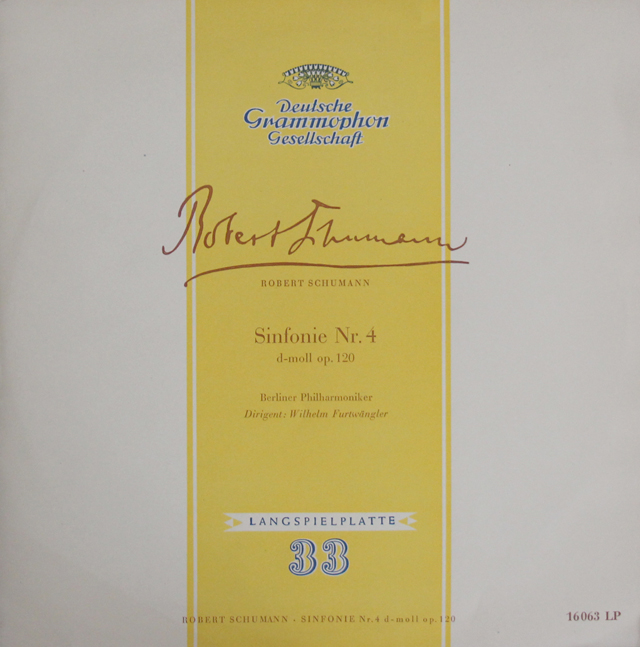 Deutsche
Grammophon
Gesellschaft
Robert Schumann
ROBERT SCHUMANN
Sinfonie Nr. 4
d-moll op. 120
Berliner Philharmoniker
Dirigent: Wilhelm Furtwängler
LANGSPIELPLATTE
33
ROBERT SCHUMANN - SINFONIE Nr. 4 d-moll op. 120
16063 LP